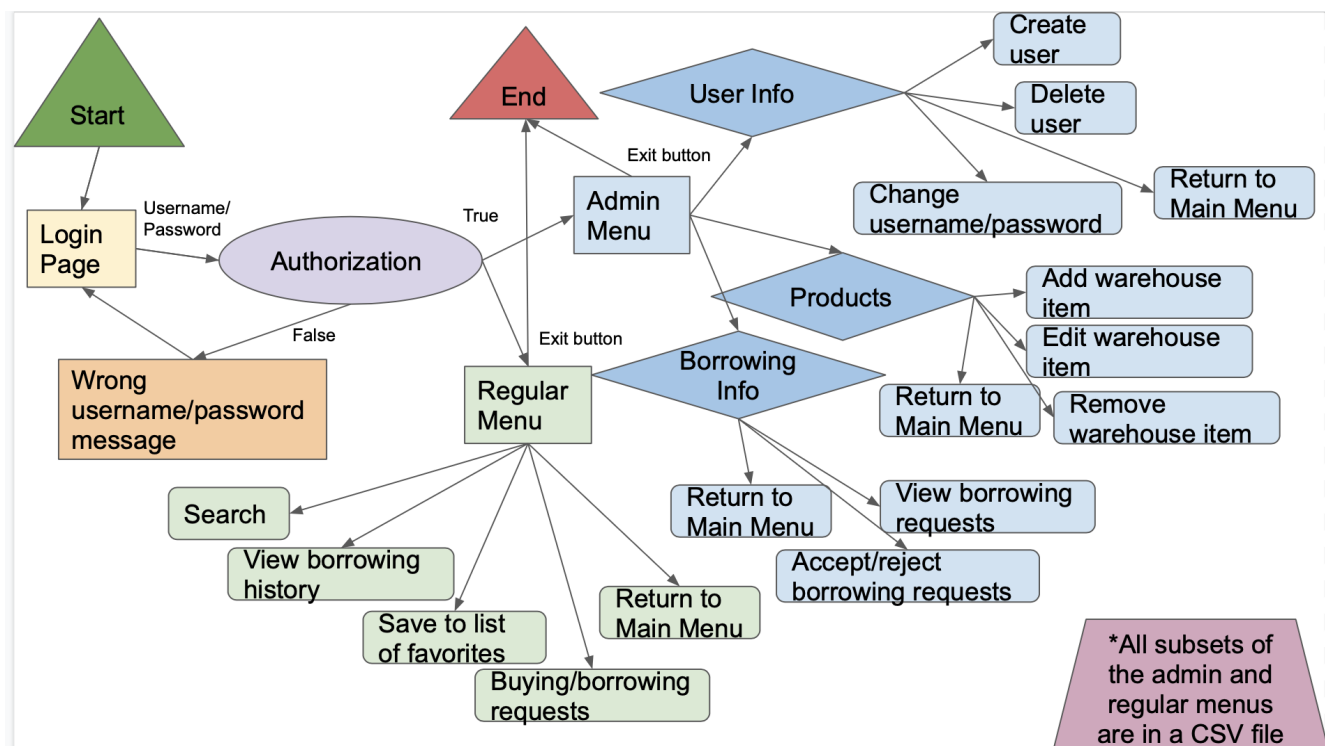 Start
End
User Info
Create
user
Delete
user
Return to
Main Menu
Change
username/password
Exit button
Admin
Menu
Username/
Password
True
Login
Page
Authorization
False
Wrong
username/password
message
Exit button
Products
Add warehouse
item
Edit warehouse
item
Return to
Main Menu
Remove
warehouse item
Borrowing
Info
Regular
Menu
Return to
Main Menu
View borrowing
requests
Accept/reject
borrowing requests
Search
View borrowing
history
Save to list
of favorites
Return to
Main Menu
Buying/borrowing
requests
*All subsets of
the admin and
regular menus
are in a CSV file